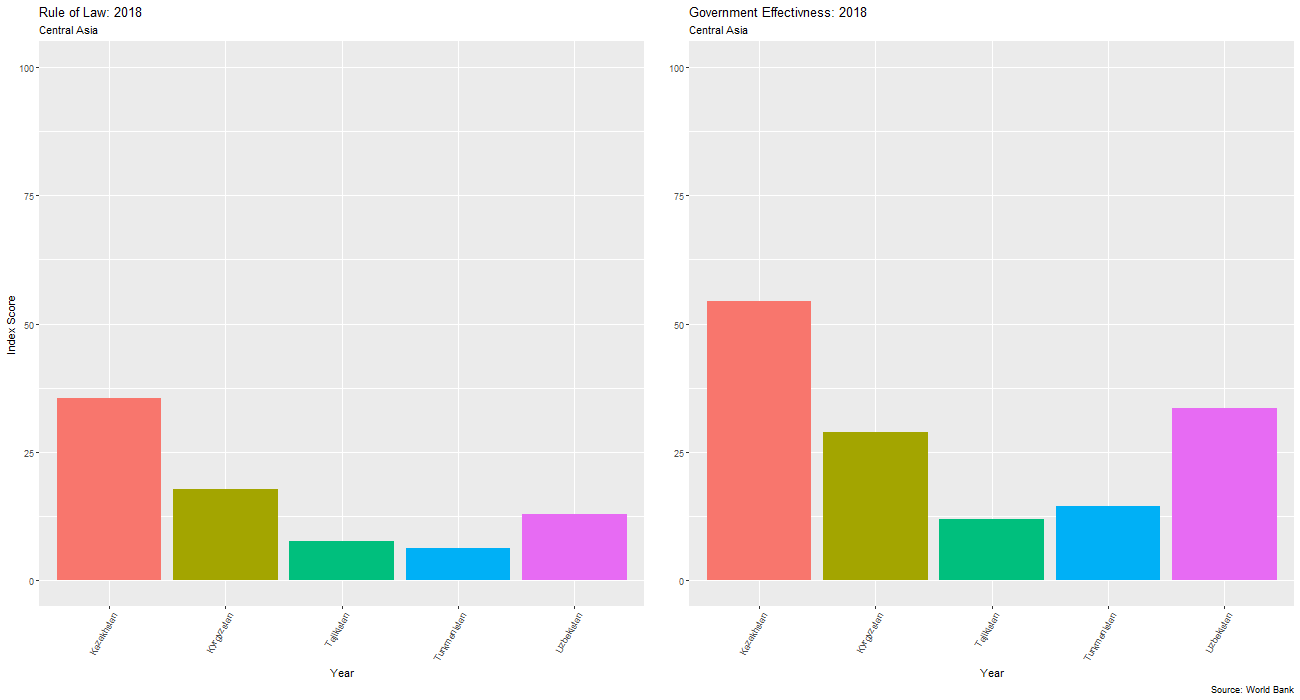 Rule of Law: 2018
Central Asia
Index Score
100
75
50
25
0
Kazakhstan
Kyrgyzstan
Tajikistan
Turkmenistan
Uzbekistan
Year
Government Effectivness: 2018
Central Asia
100
75
50
25
0
Kazakhstan
Kyrgyzstan
Tajikistan
Turkmenistan
Uzbekistan
Year
Source: World Bank